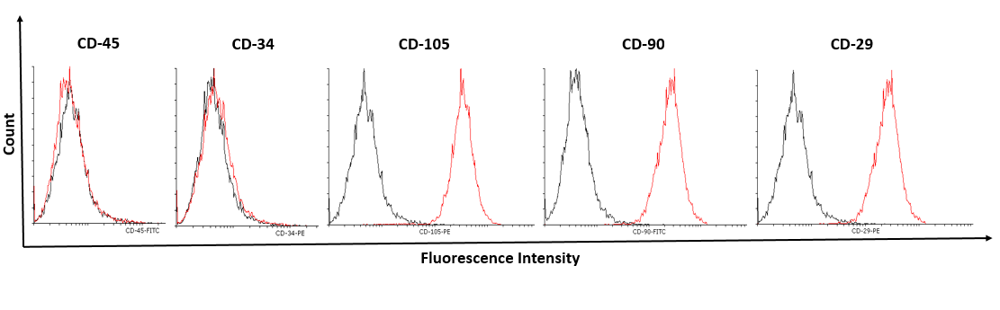 CD-45
CD-34
CD-105
CD-90
CD-29
Count
CD-45-FITC
CD-34-PE
CD-105-PE
CD-90-FITC
CD-29-PE
Fluorescence Intensity